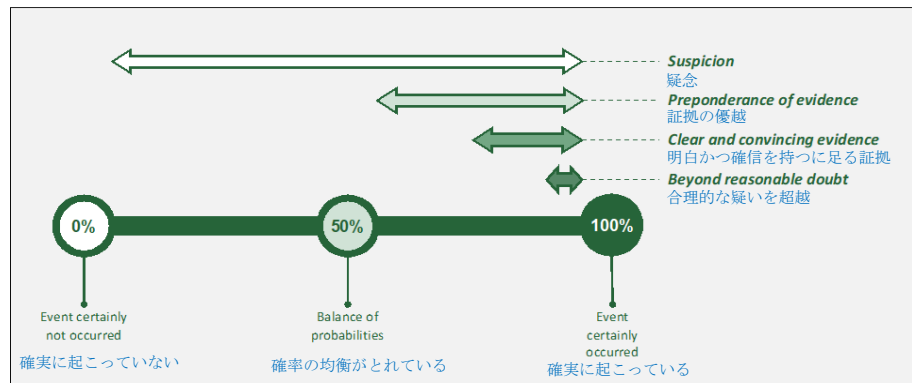 Suspicion
疑念
Preponderance of evidence
証拠の優越
Clear and convincing evidence
明白かつ確信を持つに足る証拠
Beyond reasonable doubt
合理的な疑いを超越
0%
50%
100%
Event certainly
not occurred
確実に起こっていない
Balance of
probabilities
確率の均衡がとれている
Event
certainly
occurred
確実に起こっている